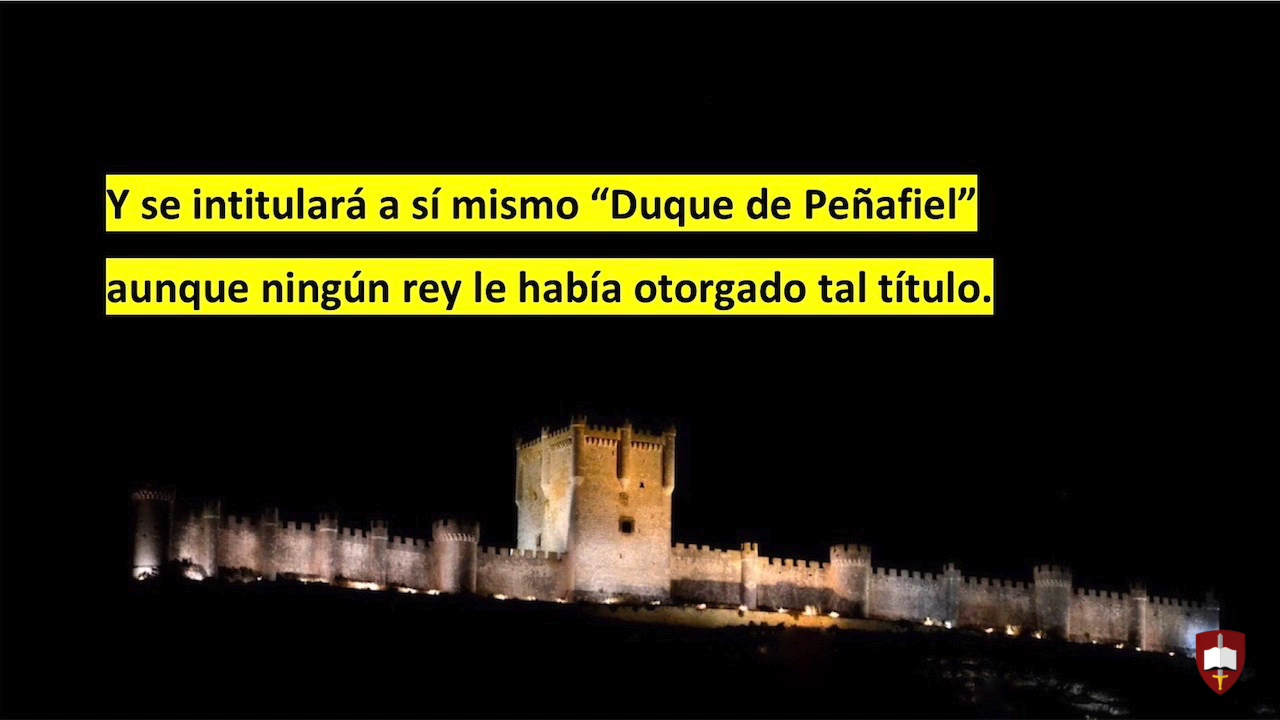 Y se intitulará a sí mismo “Duque de Peñafiel”
aunque ningún rey le había otorgado tal título.